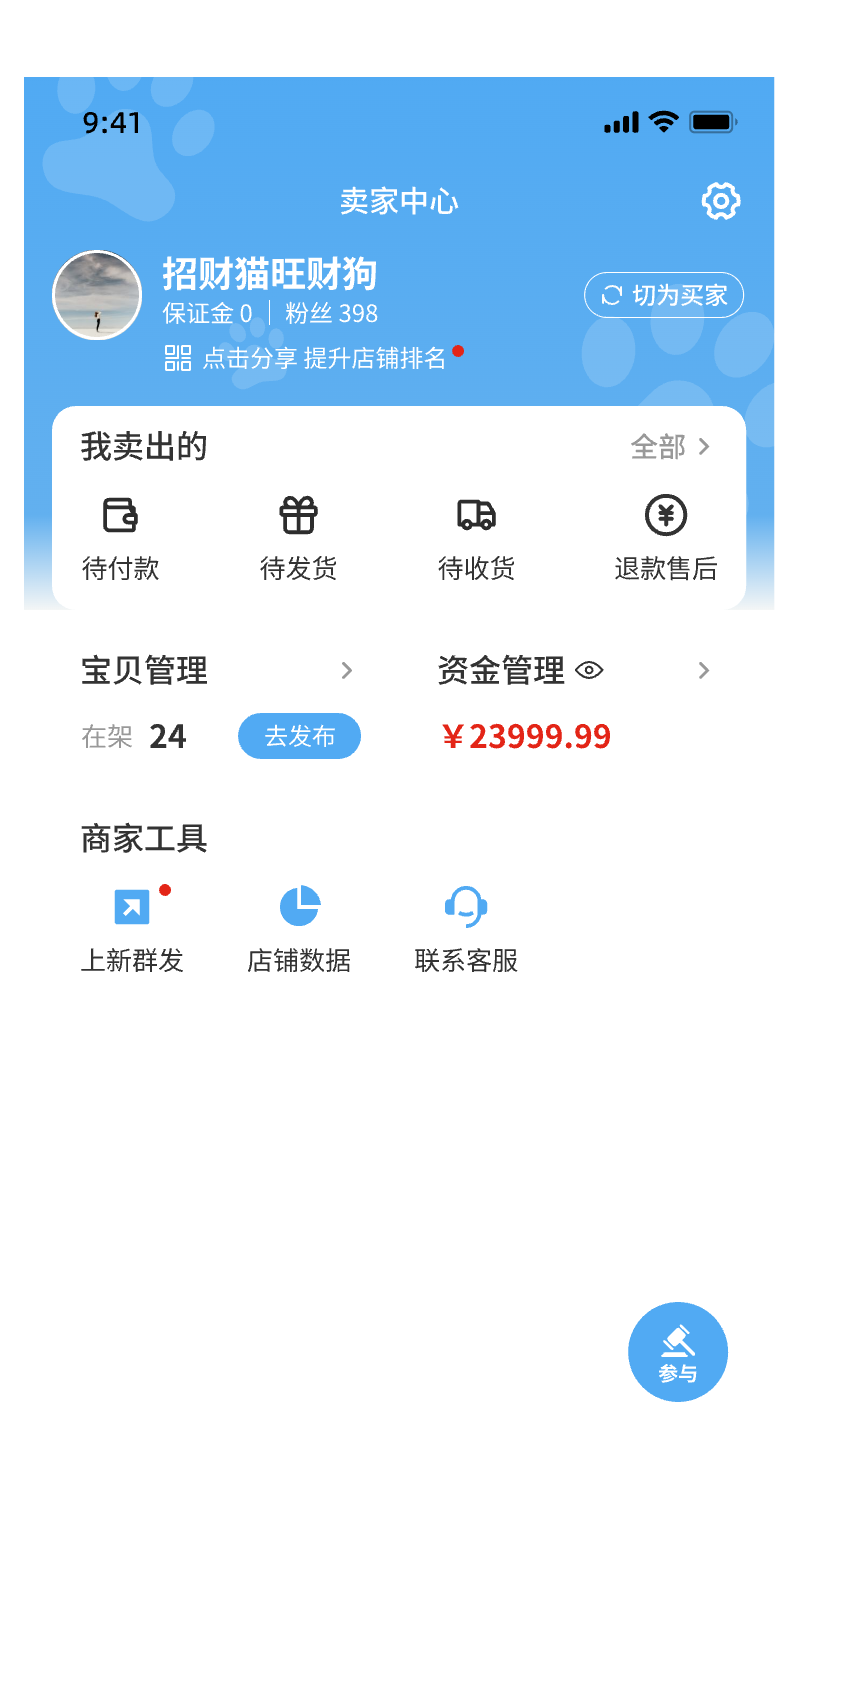 9:41
卖家中心
招财猫旺财狗
切为买家
保证金 0 | 粉丝 398
点击分享 提升店铺排名
我卖出的 全部
待付款 待发货 待收货 退款售后
宝贝管理 资金管理
在架 24 去发布 ￥23999.99
商家工具
上新群发 店铺数据 联系客服
参与